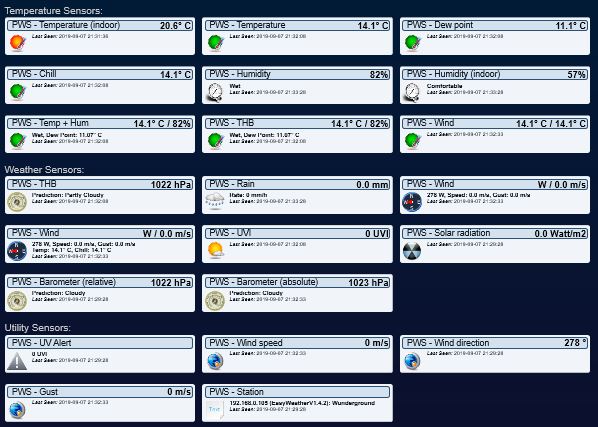 Temperature Sensors:
PWS - Temperature (indoor) 20.6° C
Last Seen: 2019-09-07 21:31:36
PWS - Temperature 14.1° C
Last Seen: 2019-09-07 21:32:08
PWS - Dew point 11.1° C
Last Seen: 2019-09-07 21:32:08
PWS - Chill 14.1° C
Last Seen: 2019-09-07 21:32:08
PWS - Humidity 82%
Wet
Last Seen: 2019-09-07 21:33:28
PWS - Humidity (indoor) 57%
Comfortable
Last Seen: 2019-09-07 21:33:28
PWS - Temp + Hum 14.1° C / 82%
Wet, Dew Point: 11.07° C
Last Seen: 2019-09-07 21:32:08
PWS - THB 14.1° C / 82%
Wet, Dew Point: 11.07° C
Last Seen: 2019-09-07 21:32:08
PWS - Wind 14.1° C / 14.1° C
Last Seen: 2019-09-07 21:32:33
Weather Sensors:
PWS - THB 1022 hPa
Prediction: Partly Cloudy
Last Seen: 2019-09-07 21:32:08
PWS - Rain 0.0 mm
Rate: 0 mm/h
Last Seen: 2019-09-07 21:33:28
PWS - Wind W / 0.0 m/s
278 W, Speed: 0.0 m/s, Gust: 0.0 m/s
Last Seen: 2019-09-07 21:32:33
PWS - Wind W / 0.0 m/s
278 W, Speed: 0.0 m/s, Gust: 0.0 m/s
Temp: 14.1° C, Chill: 14.1° C
Last Seen: 2019-09-07 21:32:33
PWS - UVI 0 UVI
Last Seen: 2019-09-07 21:32:08
PWS - Solar radiation 0.0 Watt/m2
Last Seen: 2019-09-07 21:29:28
PWS - Barometer (relative) 1022 hPa
Prediction: Cloudy
Last Seen: 2019-09-07 21:29:28
PWS - Barometer (absolute) 1023 hPa
Prediction: Cloudy
Last Seen: 2019-09-07 21:32:33
Utility Sensors:
PWS - UV Alert
0 UVI
Last Seen: 2019-09-07 21:29:28
PWS - Wind speed 0 m/s
Last Seen: 2019-09-07 21:32:33
PWS - Wind direction 278 °
Last Seen: 2019-09-07 21:29:28
PWS - Gust 0 m/s
Last Seen: 2019-09-07 21:32:33
PWS - Station
192.168.0.105 (EasyWeatherV1.4.2): Wunderground
Last Seen: 2019-09-07 21:29:28